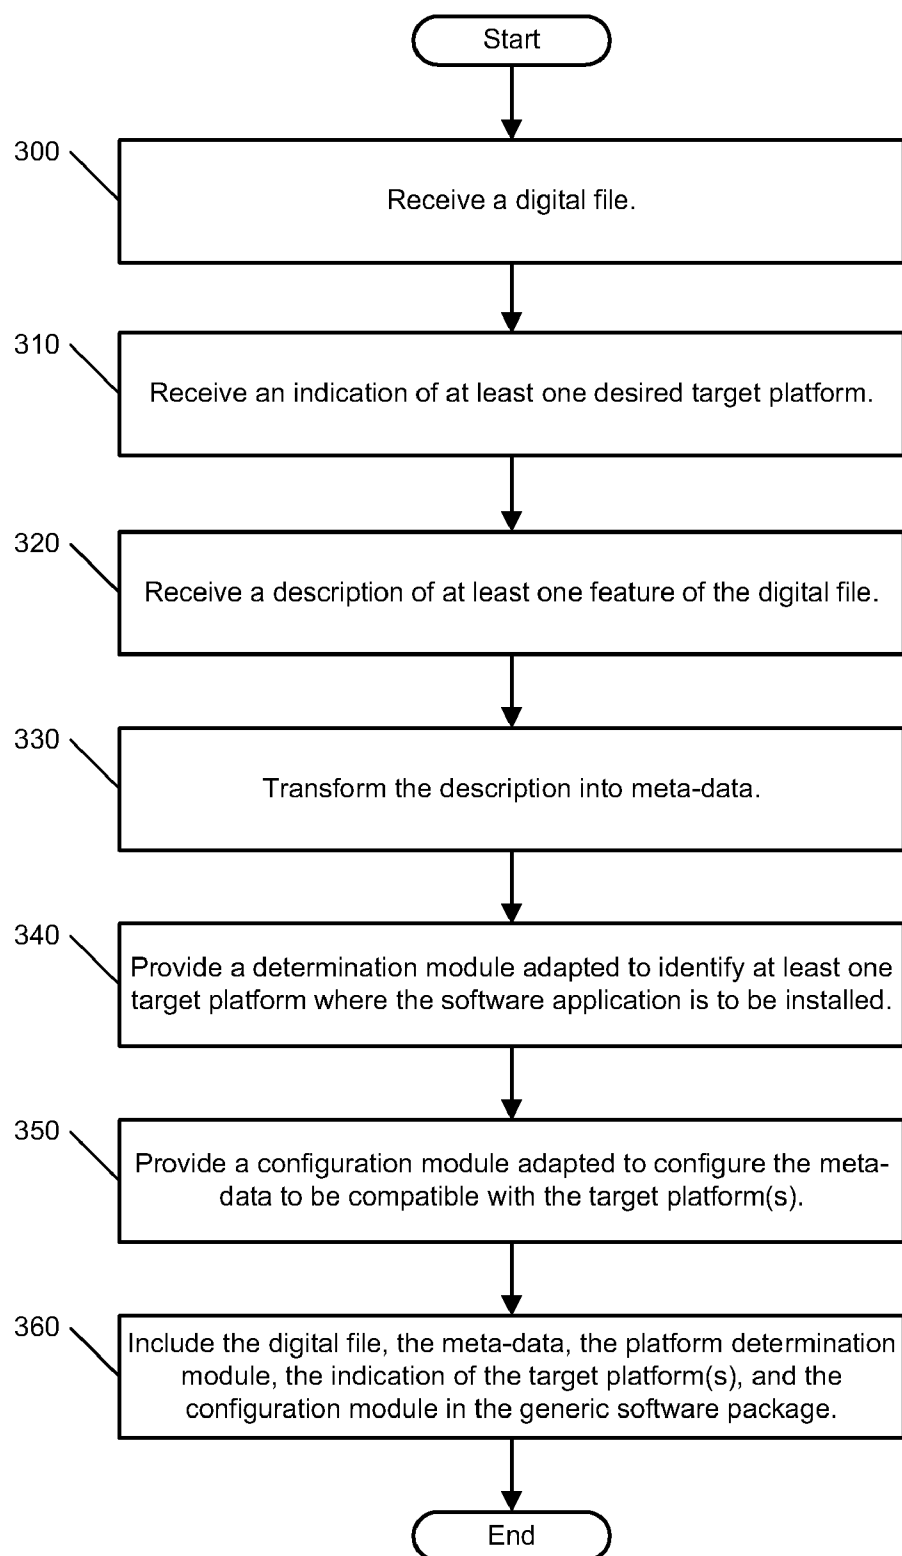 Start
300
Receive a digital file.
310
Receive an indication of at least one desired target platform.
320
Receive a description of at least one feature of the digital file.
330
Transform the description into meta-data.
340
Provide a determination module adapted to identify at least one
target platform where the software application is to be installed.
350
Provide a configuration module adapted to configure the meta-
data to be compatible with the target platform(s).
360
Include the digital file, the meta-data, the platform determination
module, the indication of the target platform(s), and the
configuration module in the generic software package.
End